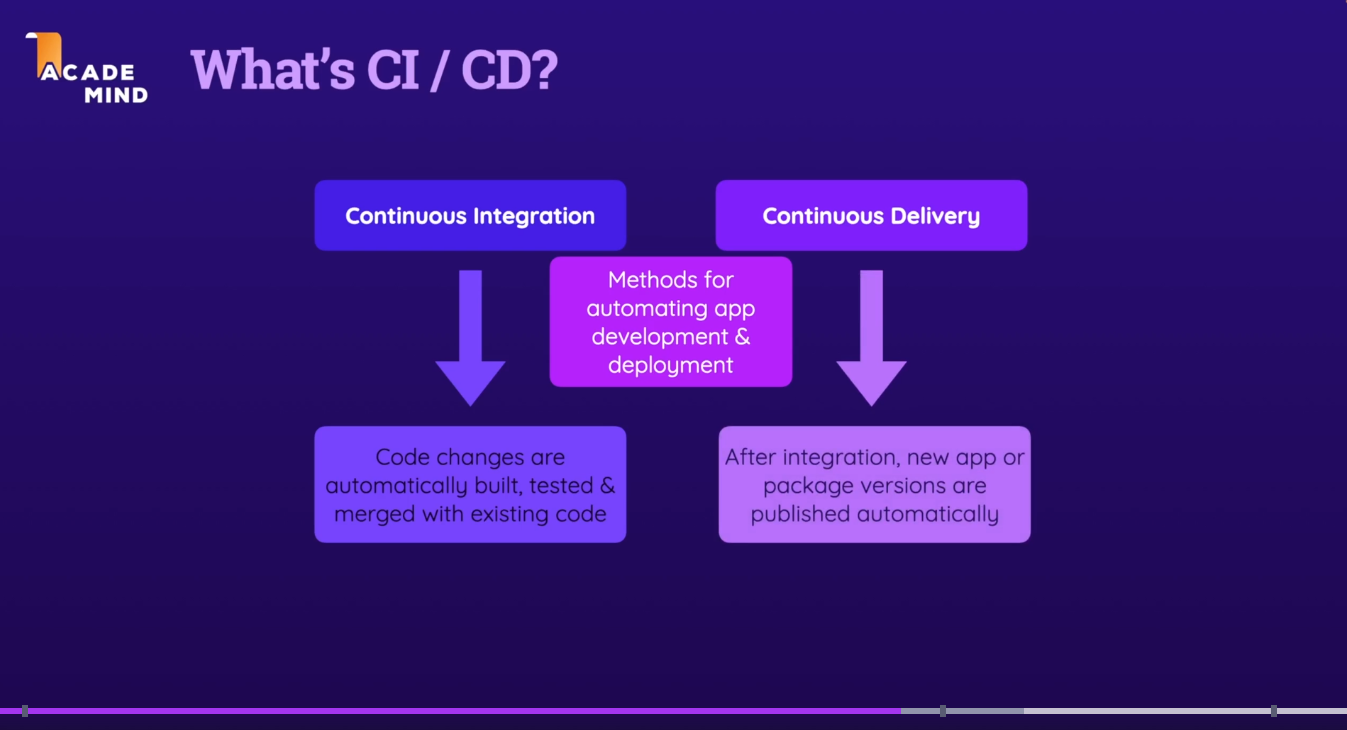 ACADE
MIND
What's CI / CD?
Continuous Integration
Continuous Delivery
Methods for
automating app
development &
deployment
Code changes are
automatically built, tested &
merged with existing code
After integration, new app or
package versions are
published automatically